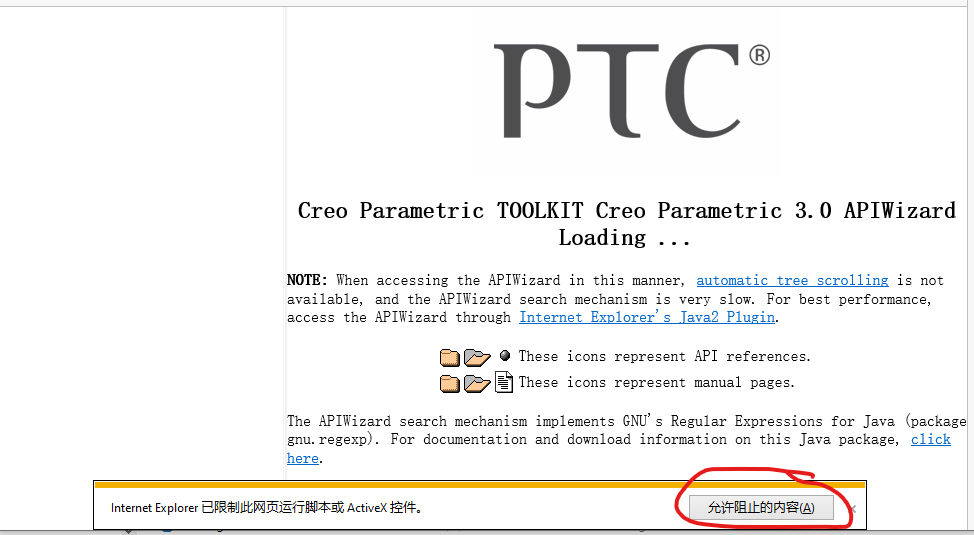 PTC®
Creo Parametric TOOLKIT Creo Parametric 3.0 APIWizard
Loading ...
NOTE: When accessing the APIWizard in this manner, automatic tree scrolling is not
available, and the APIWizard search mechanism is very slow. For best performance,
access the APIWizard through Internet Explorer's Java2 Plugin.
These icons represent API references.
These icons represent manual pages.
The APIWizard search mechanism implements GNU's Regular Expressions for Java (package
gnu.regexp). For documentation and download information on this Java package, click
here.
Internet Explorer 已限制此网页运行脚本或 ActiveX 控件。
允许阻止的内容(A)